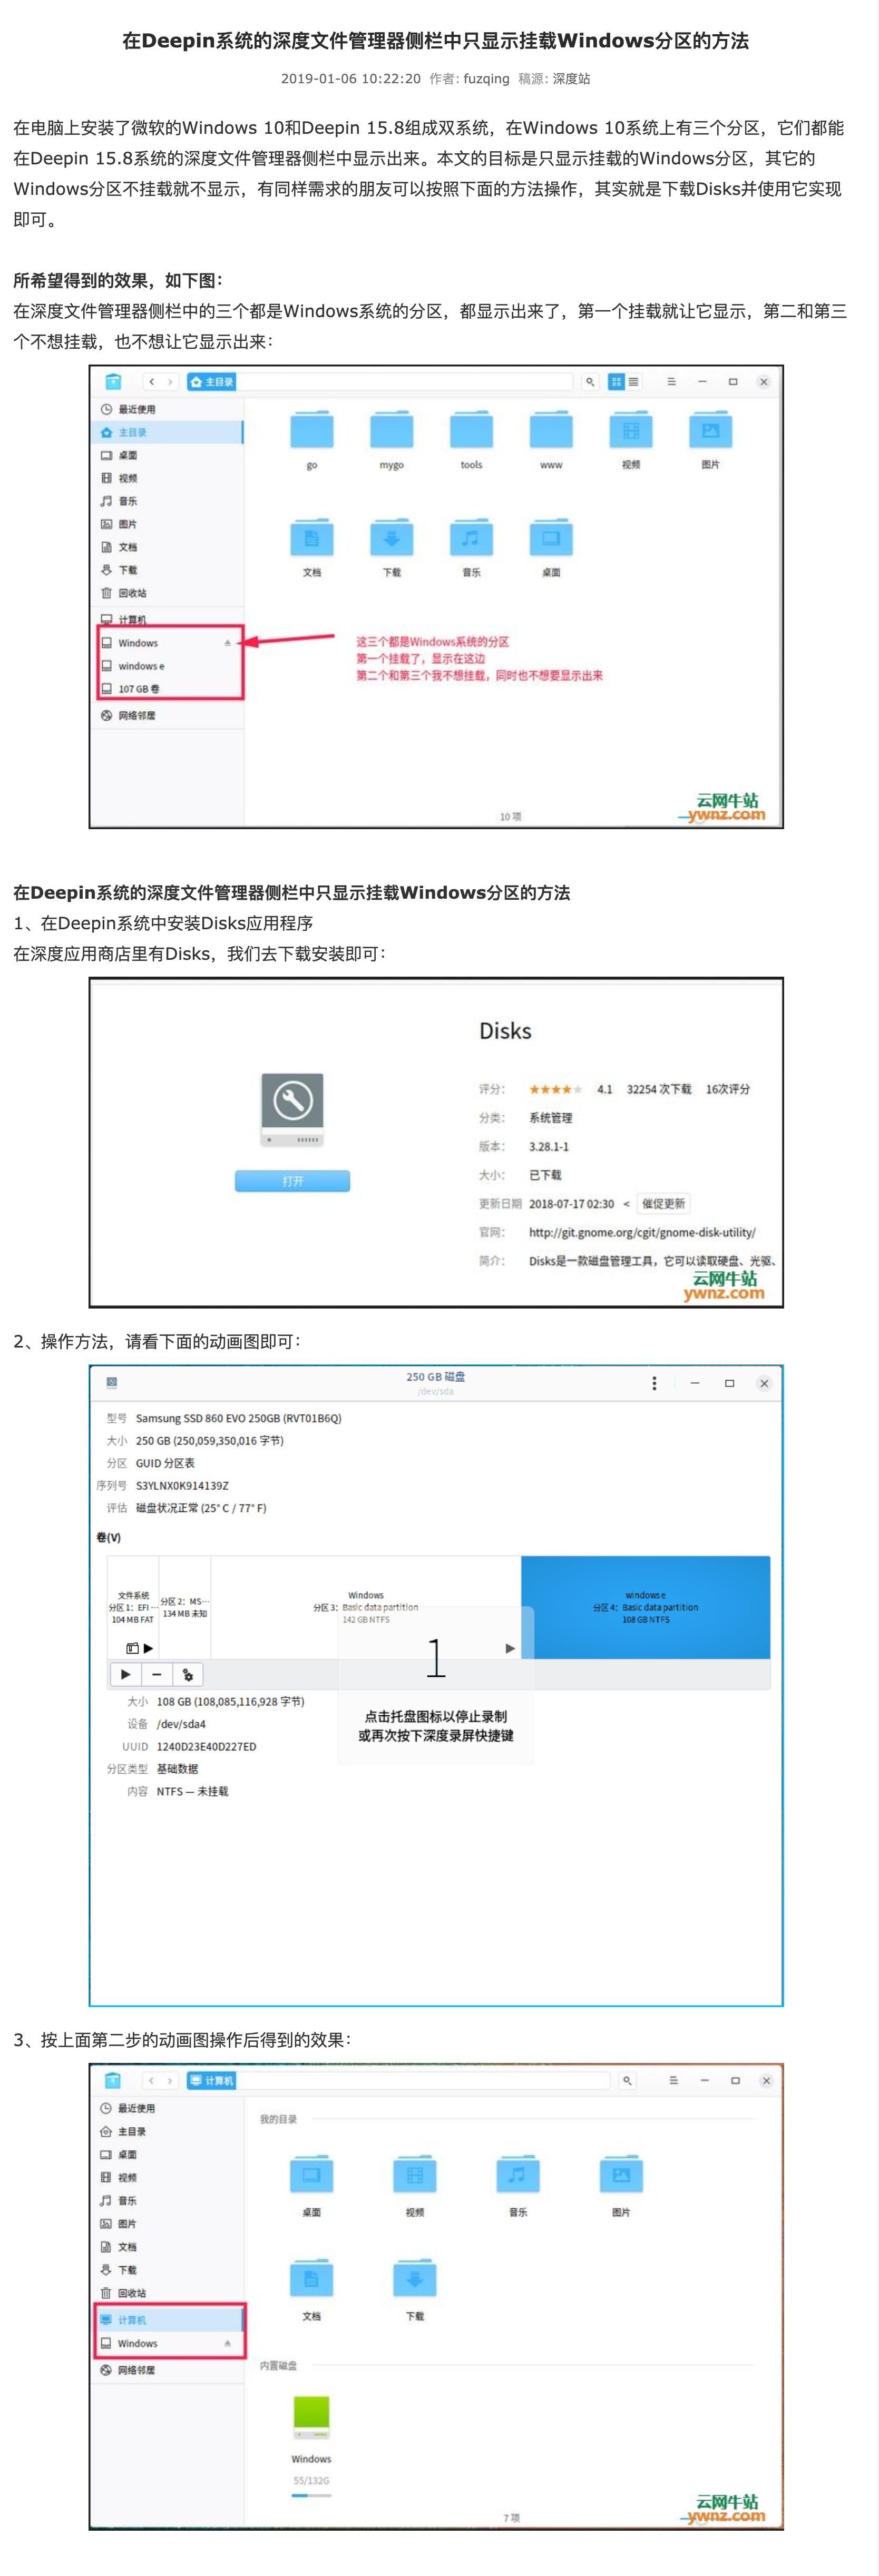 在Deepin系统的深度文件管理器侧栏中只显示挂载Windows分区的方法
2019-01-06 10:22:20 作者: fuzqing 稿源: 深度站
在电脑上安装了微软的Windows 10和Deepin 15.8组成双系统，在Windows 10系统上有三个分区，它们都能
在Deepin 15.8系统的深度文件管理器侧栏中显示出来。本文的目标是只显示挂载的Windows分区，其它的
Windows分区不挂载就不显示，有同样需求的朋友可以按照下面的方法操作，其实就是下载Disks并使用它实现
即可。
所希望得到的效果，如下图：
在深度文件管理器侧栏中的三个都是Windows系统的分区，都显示出来了，第一个挂载就让它显示，第二和第三
个不想挂载，也不想让它显示出来：
主目录
最近使用
主目录
桌面
视频
音乐
图片
文档
下载
回收站
计算机
Windows
windows e
107 GB 卷
网络邻居
go mygo tools www 视频 图片
文档 下载 音乐 桌面
这三个都是Windows系统的分区
第一个挂载了，显示在这边
第二个和第三个我不想挂载，同时也不想要显示出来
10 项
云网牛站
ywnz.com
在Deepin系统的深度文件管理器侧栏中只显示挂载Windows分区的方法
1、在Deepin系统中安装Disks应用程序
在深度应用商店里有Disks，我们去下载安装即可：
Disks
打开
评分： 4.1 32254 次下载 16次评分
分类： 系统管理
版本： 3.28.1-1
大小： 已下载
更新日期 2018-07-17 02:30 < 催促更新
官网： http://git.gnome.org/cgit/gnome-disk-utility/
简介： Disks是一款磁盘管理工具，它可以读取硬盘、光驱、
云网牛站
ywnz.com
2、操作方法，请看下面的动画图即可：
250 GB 磁盘
/dev/sda
型号 Samsung SSD 860 EVO 250GB (RVT01B6Q)
大小 250 GB (250,059,350,016 字节)
分区 GUID 分区表
序列号 S3YLNX0K914139Z
评估 磁盘状况正常 (25° C / 77° F)
卷(V)
文件系统
分区 1：EFI …
104 MB FAT
分区 2：MS…
134 MB 未知
Windows
分区 3：Basic data partition
142 GB NTFS
windows e
分区 4：Basic data partition
108 GB NTFS
1
点击托盘图标以停止录制
或再次按下深度录屏快捷键
大小 108 GB (108,085,116,928 字节)
设备 /dev/sda4
UUID 1240D23E40D227ED
分区类型 基础数据
内容 NTFS — 未挂载
3、按上面第二步的动画图操作后得到的效果：
计算机
最近使用
主目录
桌面
视频
音乐
图片
文档
下载
回收站
计算机
Windows
网络邻居
我的目录
桌面 视频 音乐 图片
文档 下载
内置磁盘
Windows
55/132G
7 项
云网牛站
ywnz.com